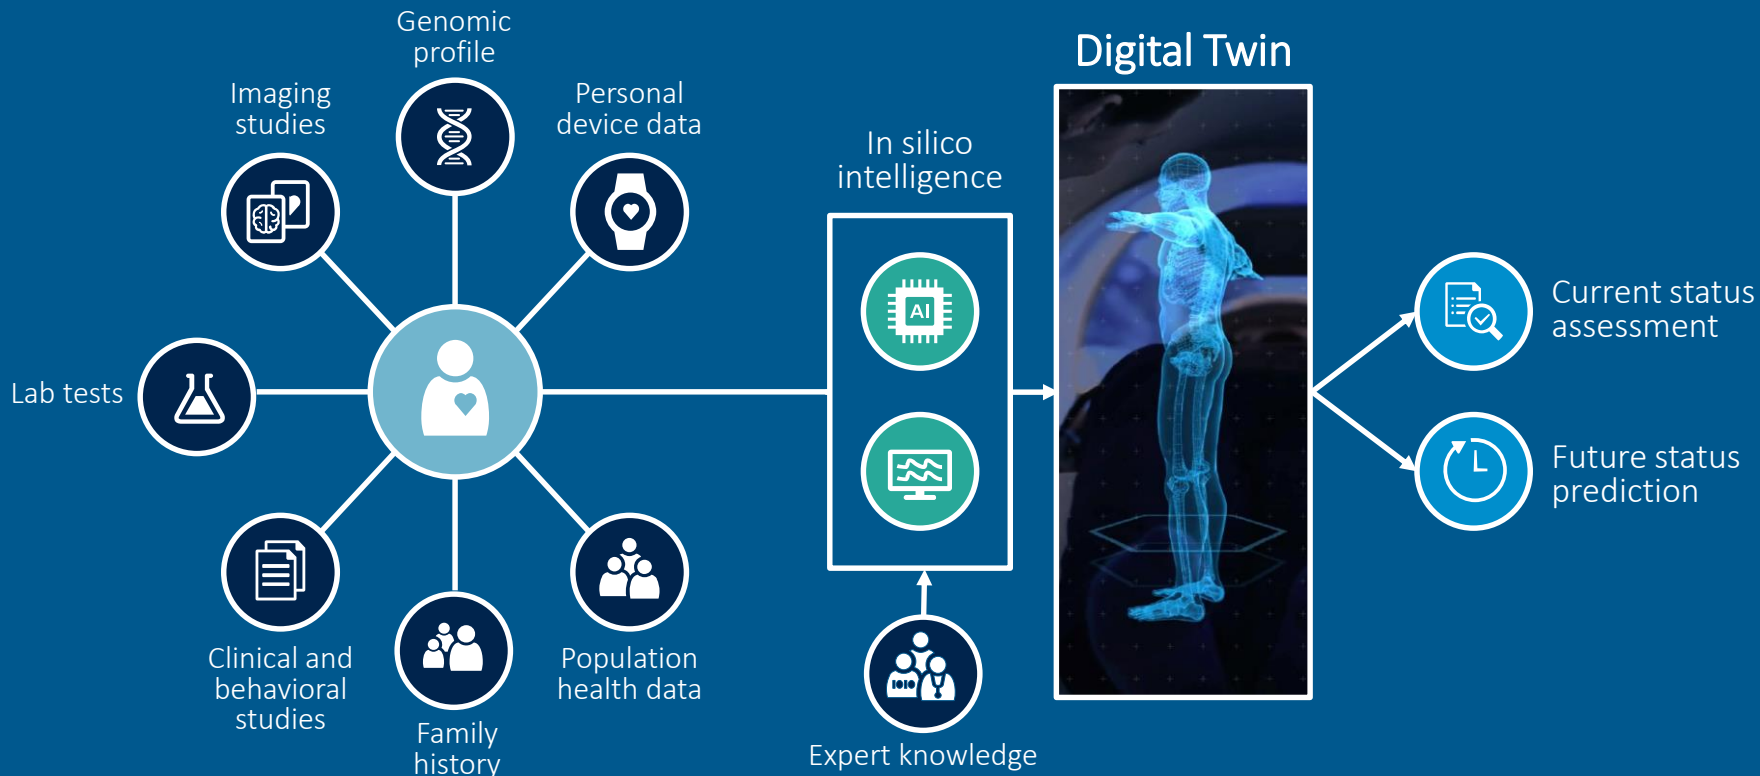 Genomic
profile
Imaging
studies
Personal
device data
Lab tests
Clinical and
behavioral
studies
Family
history
Population
health data
In silico
intelligence
AI
1010
Expert knowledge
Digital Twin
Current status
assessment
Future status
prediction